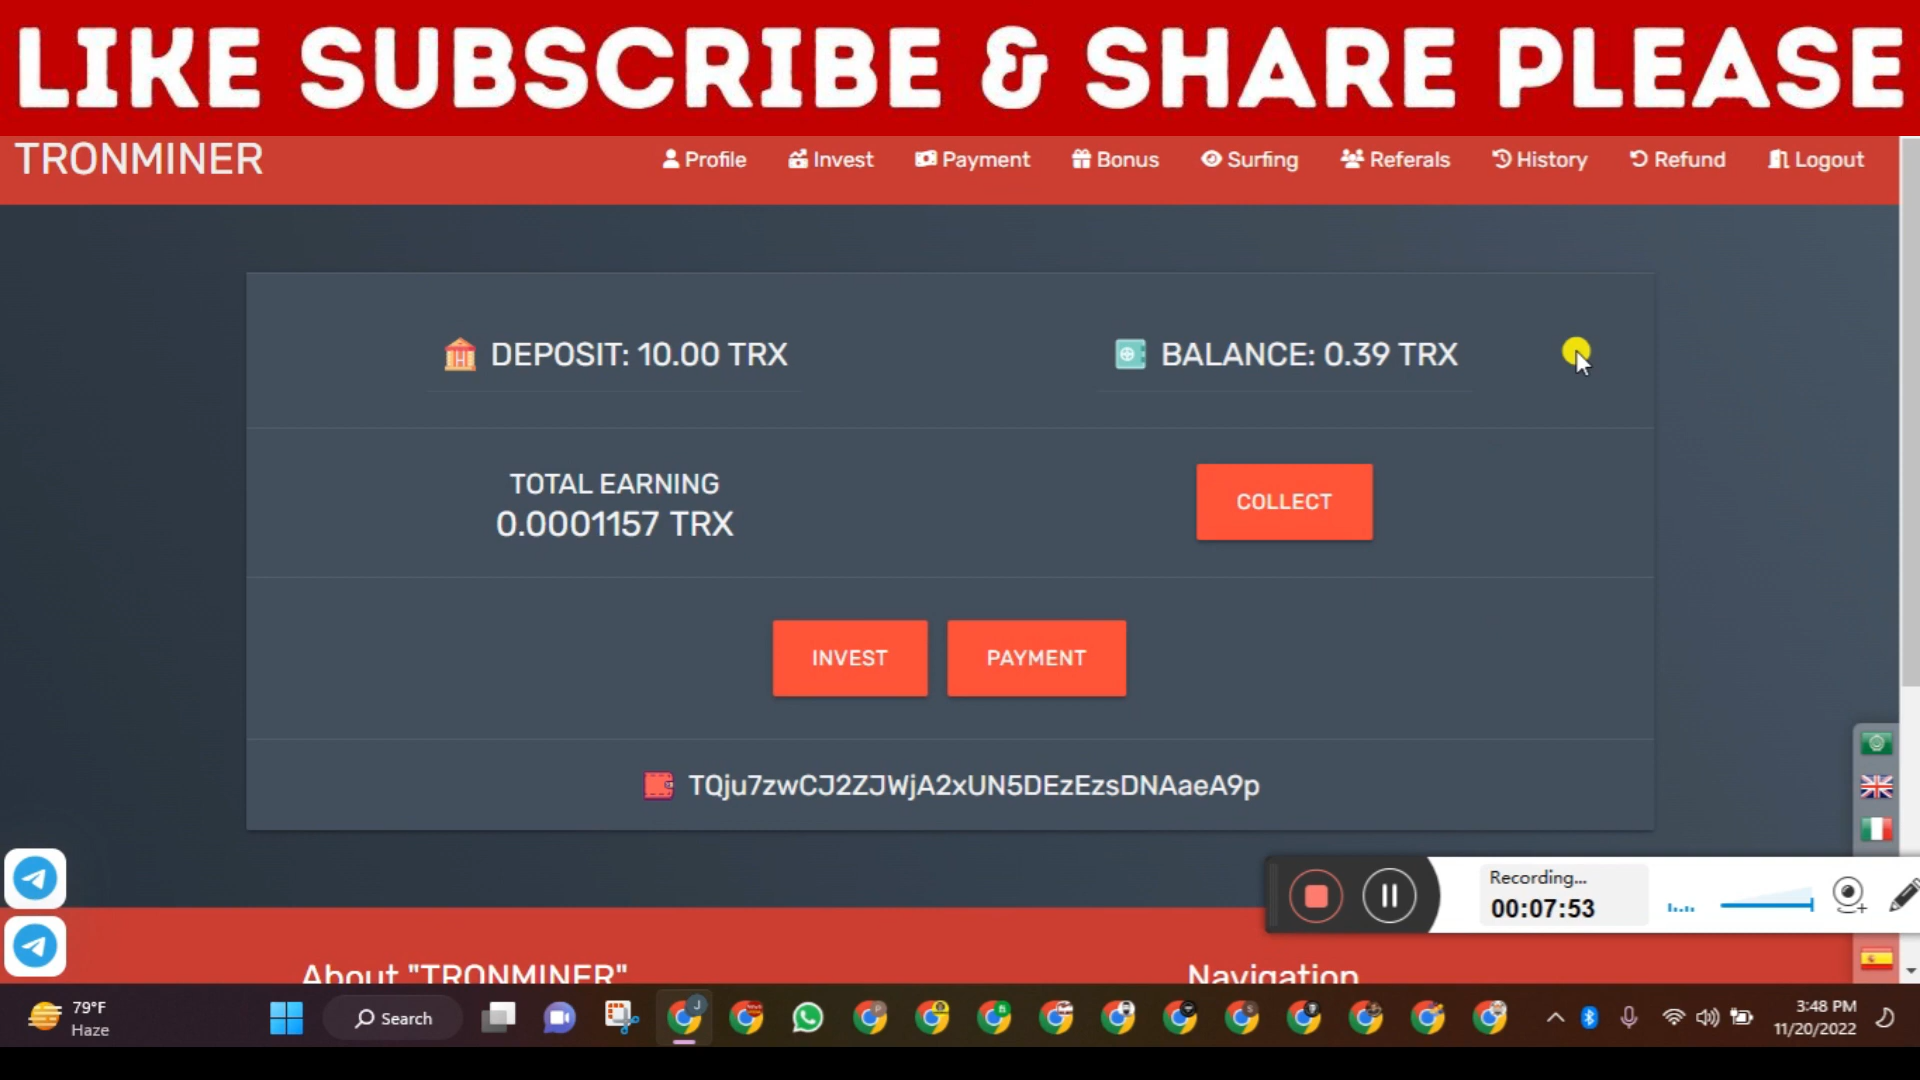 LIKE SUBSCRIBE & SHARE PLEASE
TRONMINER
Profile Invest Payment Bonus Surfing Referals History Refund Logout
DEPOSIT: 10.00 TRX
BALANCE: 0.39 TRX
TOTAL EARNING
0.0001157 TRX
COLLECT
INVEST
PAYMENT
TQju7zwCJ2ZJWjA2xUN5DEzEzsDNAaeA9p
Recording...
00:07:53
About "TRONMINER"
Navigation
79°F
Haze
Search
3:48 PM
11/20/2022